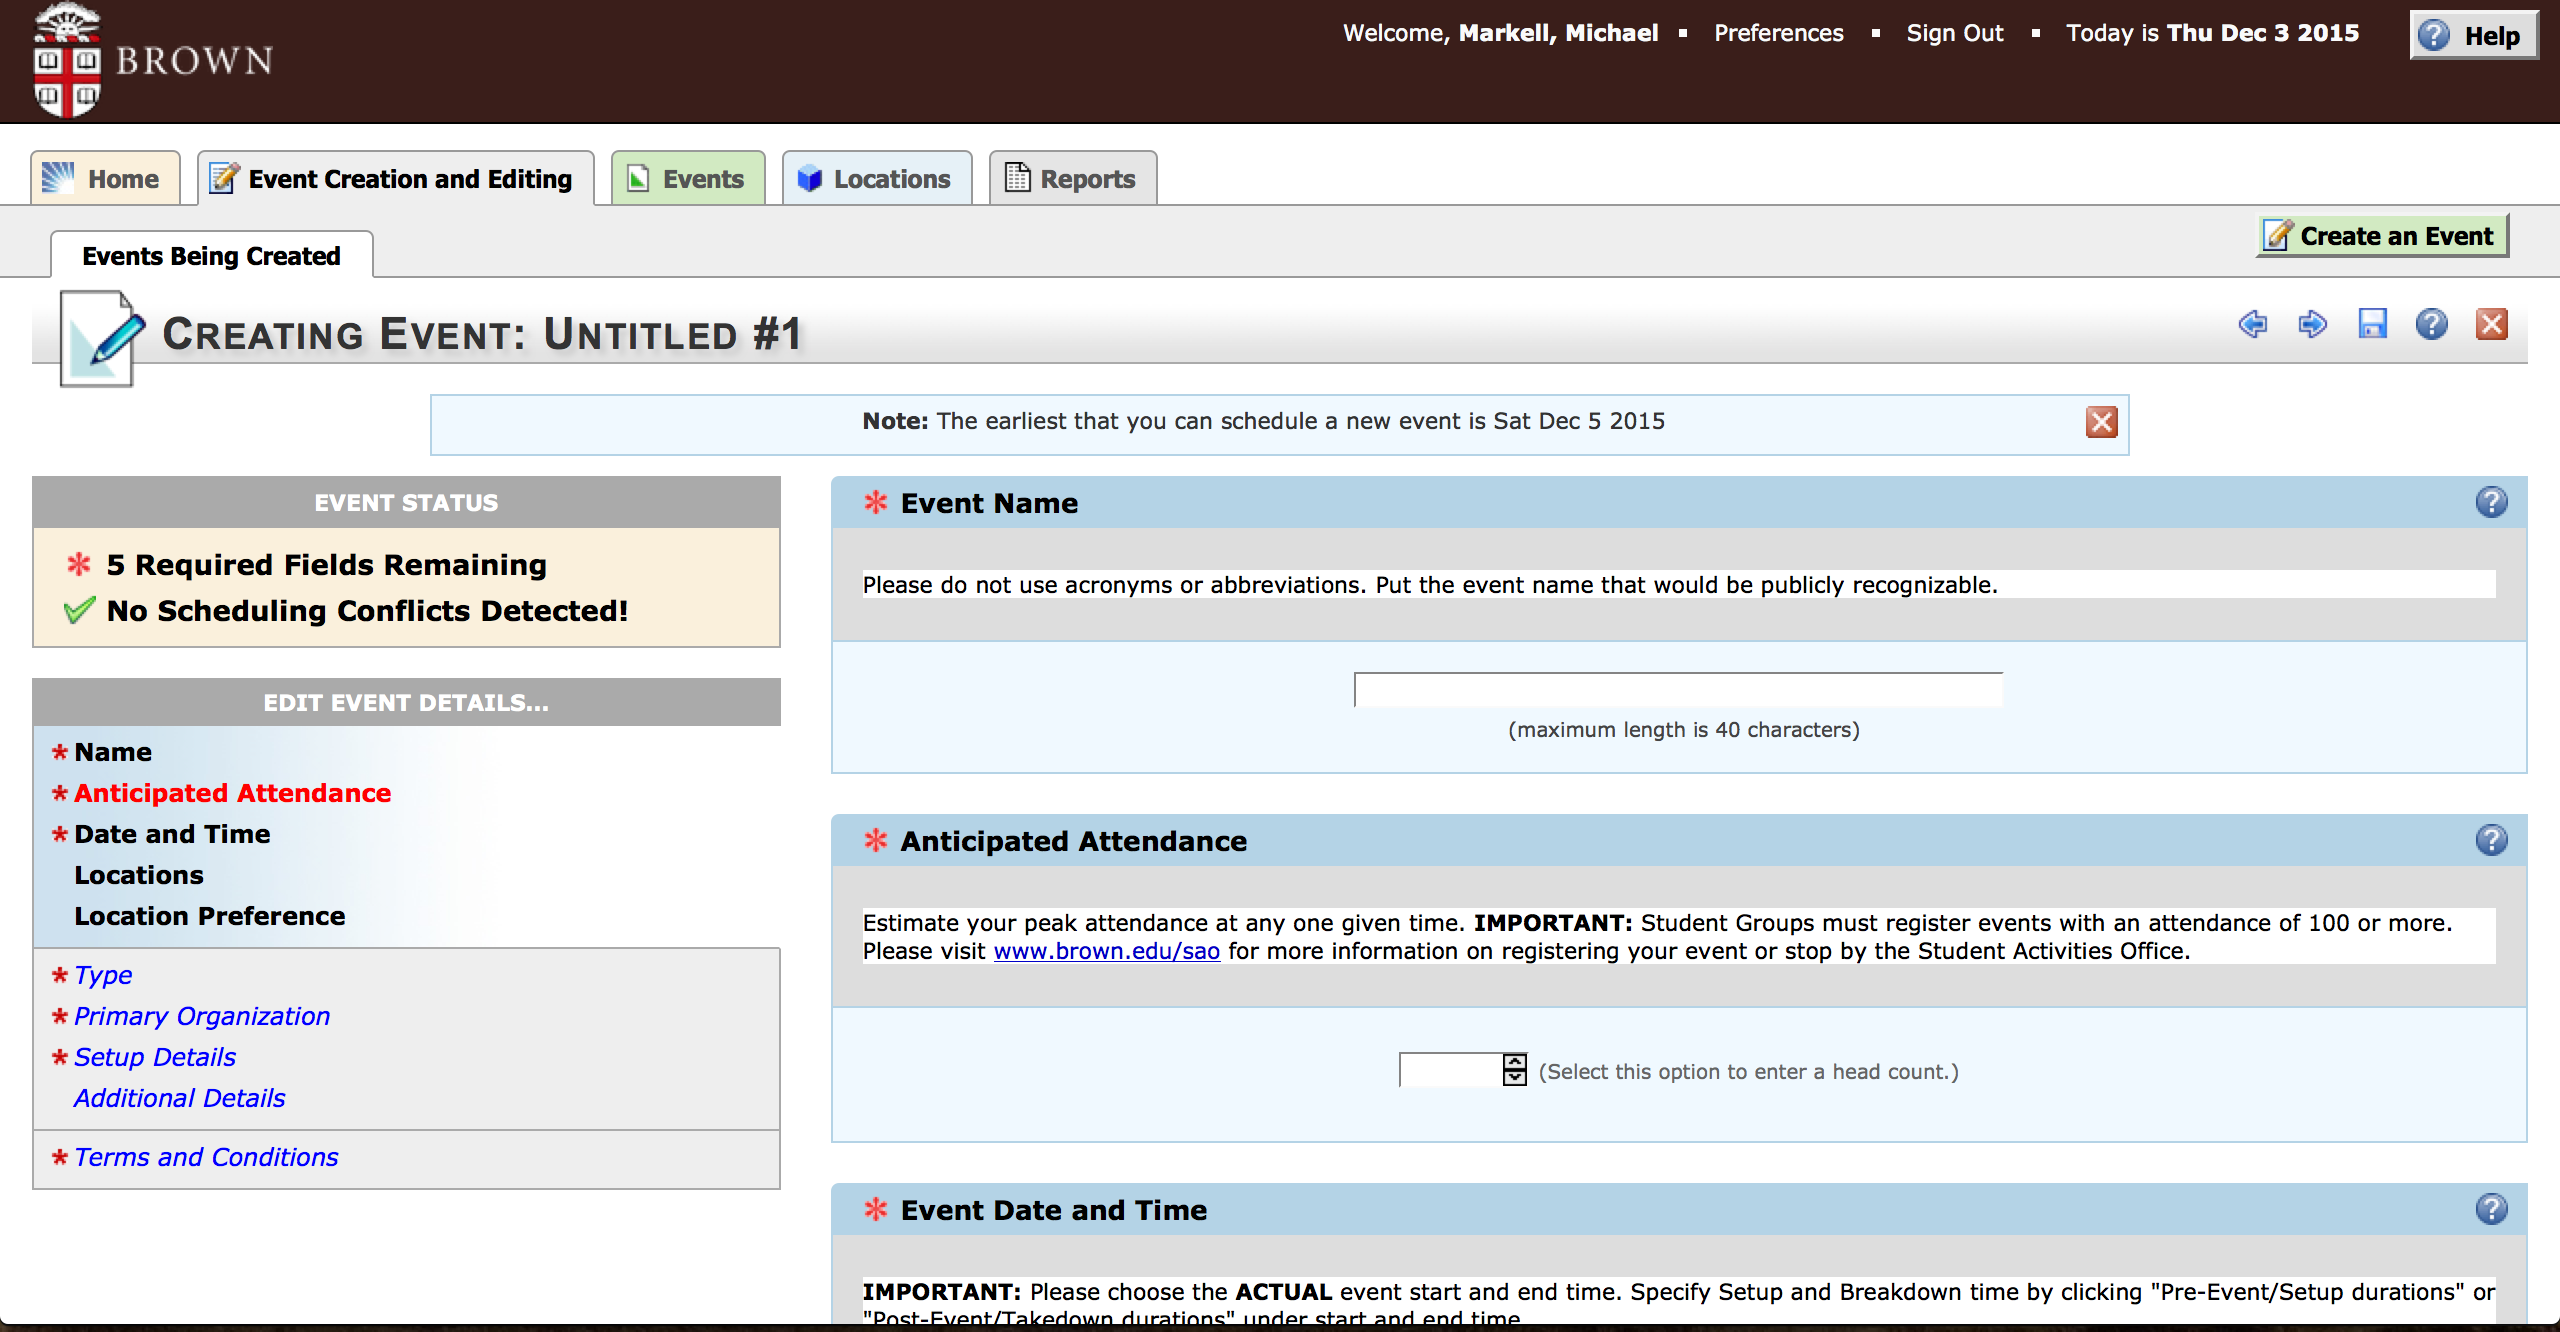 BROWN
Welcome, Markell, Michael ▪ Preferences ▪ Sign Out ▪ Today is Thu Dec 3 2015
Help
Home
Event Creation and Editing
Events
Locations
Reports
Events Being Created
Create an Event
CREATING EVENT: UNTITLED #1
Note: The earliest that you can schedule a new event is Sat Dec 5 2015
EVENT STATUS
* 5 Required Fields Remaining
No Scheduling Conflicts Detected!
EDIT EVENT DETAILS...
* Name
* Anticipated Attendance
* Date and Time
Locations
Location Preference
* Type
* Primary Organization
* Setup Details
Additional Details
* Terms and Conditions
* Event Name
Please do not use acronyms or abbreviations. Put the event name that would be publicly recognizable.
(maximum length is 40 characters)
* Anticipated Attendance
Estimate your peak attendance at any one given time. IMPORTANT: Student Groups must register events with an attendance of 100 or more.
Please visit www.brown.edu/sao for more information on registering your event or stop by the Student Activities Office.
(Select this option to enter a head count.)
* Event Date and Time
IMPORTANT: Please choose the ACTUAL event start and end time. Specify Setup and Breakdown time by clicking "Pre-Event/Setup durations" or
"Post-Event/Takedown durations" under start and end time